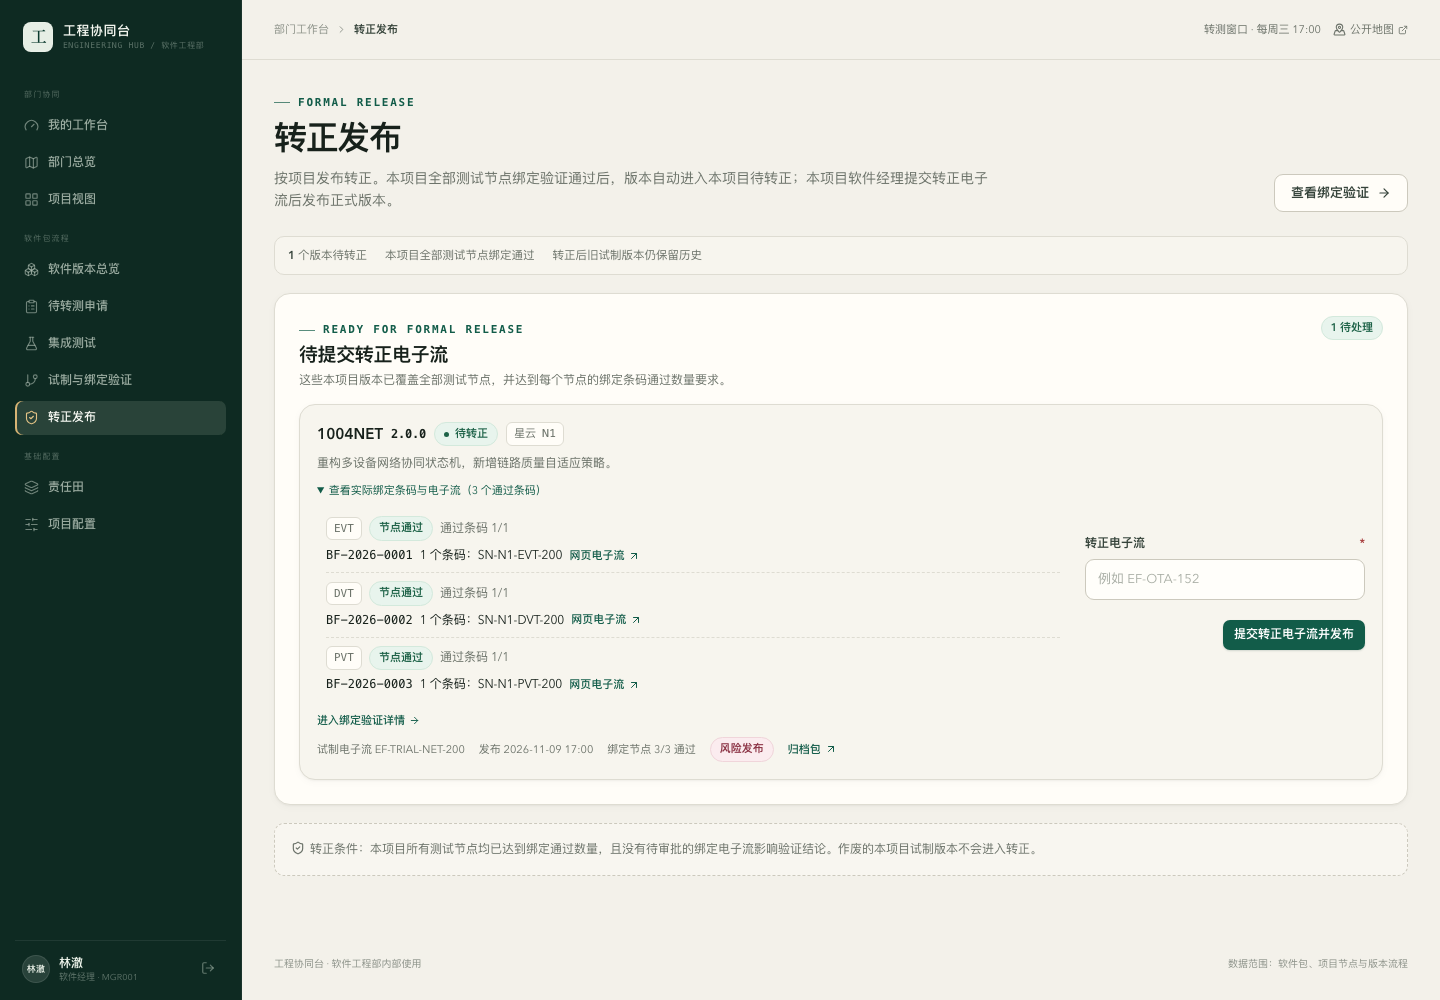 工
工程协同台
ENGINEERING HUB / 软件工程部
部门协同
我的工作台
部门总览
项目视图
软件包流程
软件版本总览
待转测申请
集成测试
试制与绑定验证
转正发布
基础配置
责任田
项目配置
林澈
林澈
软件经理 · MGR001
部门工作台 > 转正发布
转测窗口 · 每周三 17:00 公开地图
FORMAL RELEASE
转正发布
按项目发布转正。本项目全部测试节点绑定验证通过后，版本自动进入本项目待转正；本项目软件经理提交转正电子
流后发布正式版本。
查看绑定验证 →
1 个版本待转正 本项目全部测试节点绑定通过 转正后旧试制版本仍保留历史
READY FOR FORMAL RELEASE
1 待处理
待提交转正电子流
这些本项目版本已覆盖全部测试节点，并达到每个节点的绑定条码通过数量要求。
1004NET 2.0.0 • 待转正 星云 N1
重构多设备网络协同状态机，新增链路质量自适应策略。
▼ 查看实际绑定条码与电子流（3 个通过条码）
EVT 节点通过 通过条码 1/1
BF-2026-0001 1 个条码：SN-N1-EVT-200 网页电子流 ↗
DVT 节点通过 通过条码 1/1
BF-2026-0002 1 个条码：SN-N1-DVT-200 网页电子流 ↗
PVT 节点通过 通过条码 1/1
BF-2026-0003 1 个条码：SN-N1-PVT-200 网页电子流 ↗
进入绑定验证详情 →
试制电子流 EF-TRIAL-NET-200 发布 2026-11-09 17:00 绑定节点 3/3 通过 风险发布 归档包 ↗
转正电子流 *
例如 EF-OTA-152
提交转正电子流并发布
转正条件：本项目所有测试节点均已达到绑定通过数量，且没有待审批的绑定电子流影响验证结论。作废的本项目试制版本不会进入转正。
工程协同台 · 软件工程部内部使用
数据范围：软件包、项目节点与版本流程